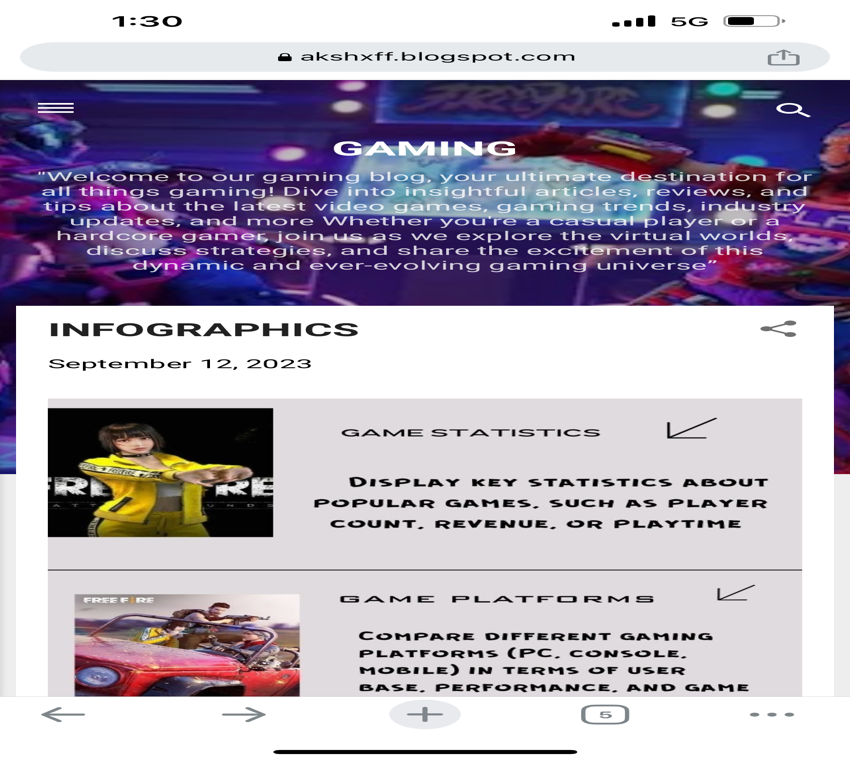 1:30
5G
akshxff.blogspot.com
GAMING
"Welcome to our gaming blog, your ultimate destination for
all things gaming! Dive into insightful articles, reviews, and
tips about the latest video games, gaming trends, industry
updates, and more Whether you're a casual player or a
hardcore gamer, join us as we explore the virtual worlds,
discuss strategies, and share the excitement of this
dynamic and ever-evolving gaming universe”
INFOGRAPHICS
September 12, 2023
GAME STATISTICS
DISPLAY KEY STATISTICS ABOUT
POPULAR GAMES, SUCH AS PLAYER
COUNT, REVENUE, OR PLAYTIME
GAME PLATFORMS
FREE FIRE
COMPARE DIFFERENT GAMING
PLATFORMS (PC, CONSOLE,
MOBILE) IN TERMS OF USER
BASE, PERFORMANCE, AND GAME
5